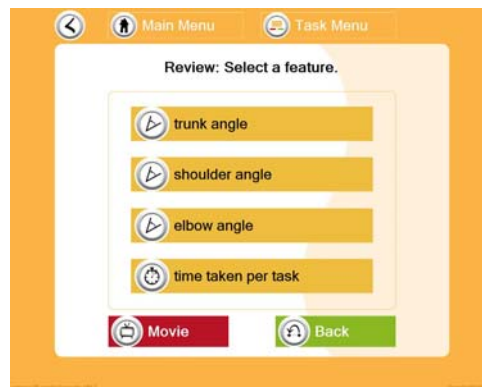 Main Menu Task Menu
Review: Select a feature.
trunk angle
shoulder angle
elbow angle
time taken per task
Movie Back